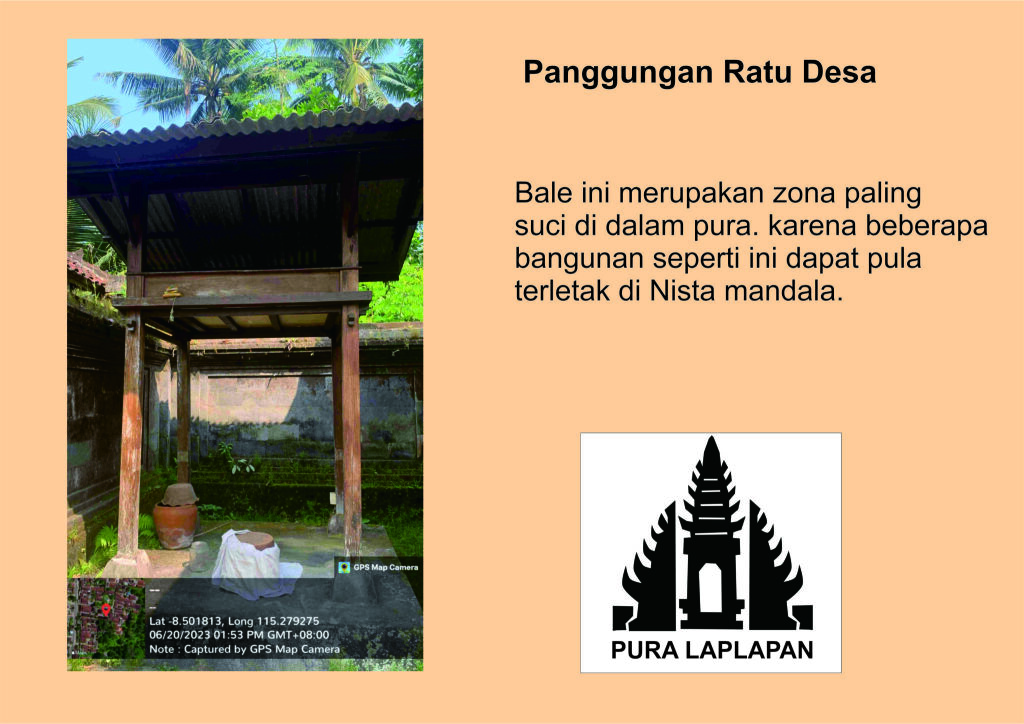 Panggungan Ratu Desa
Bale ini merupakan zona paling
suci di dalam pura. karena beberapa
bangunan seperti ini dapat pula
terletak di Nista mandala.
GPS Map Camera
--
--
Lat -8.501813, Long 115.279275
06/20/2023 01:53 PM GMT+08:00
Note : Captured by GPS Map Camera
PURA LAPLAPAN